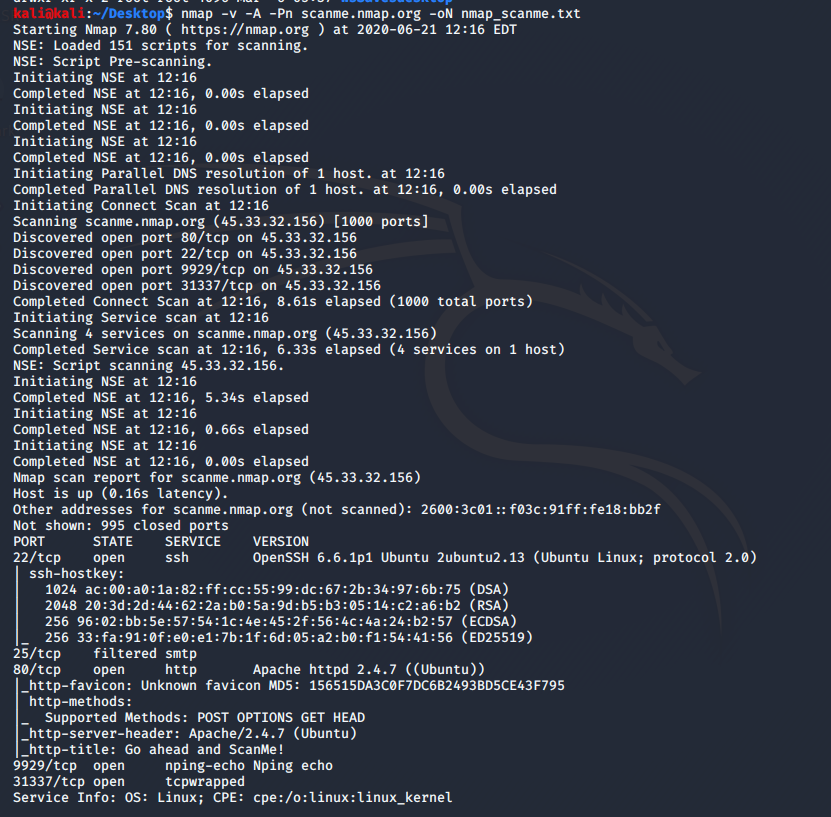 kali@kali:~/Desktop$ nmap -v -A -Pn scanme.nmap.org -oN nmap_scanme.txt
Starting Nmap 7.80 ( https://nmap.org ) at 2020-06-21 12:16 EDT
NSE: Loaded 151 scripts for scanning.
NSE: Script Pre-scanning.
Initiating NSE at 12:16
Completed NSE at 12:16, 0.00s elapsed
Initiating NSE at 12:16
Completed NSE at 12:16, 0.00s elapsed
Initiating NSE at 12:16
Completed NSE at 12:16, 0.00s elapsed
Initiating Parallel DNS resolution of 1 host. at 12:16
Completed Parallel DNS resolution of 1 host. at 12:16, 0.00s elapsed
Initiating Connect Scan at 12:16
Scanning scanme.nmap.org (45.33.32.156) [1000 ports]
Discovered open port 80/tcp on 45.33.32.156
Discovered open port 22/tcp on 45.33.32.156
Discovered open port 9929/tcp on 45.33.32.156
Discovered open port 31337/tcp on 45.33.32.156
Completed Connect Scan at 12:16, 8.61s elapsed (1000 total ports)
Initiating Service scan at 12:16
Scanning 4 services on scanme.nmap.org (45.33.32.156)
Completed Service scan at 12:16, 6.33s elapsed (4 services on 1 host)
NSE: Script scanning 45.33.32.156.
Initiating NSE at 12:16
Completed NSE at 12:16, 5.34s elapsed
Initiating NSE at 12:16
Completed NSE at 12:16, 0.66s elapsed
Initiating NSE at 12:16
Completed NSE at 12:16, 0.00s elapsed
Nmap scan report for scanme.nmap.org (45.33.32.156)
Host is up (0.16s latency).
Other addresses for scanme.nmap.org (not scanned): 2600:3c01::f03c:91ff:fe18:bb2f
Not shown: 995 closed ports
PORT      STATE    SERVICE    VERSION
22/tcp    open     ssh        OpenSSH 6.6.1p1 Ubuntu 2ubuntu2.13 (Ubuntu Linux; protocol 2.0)
| ssh-hostkey:
|   1024 ac:00:a0:1a:82:ff:cc:55:99:dc:67:2b:34:97:6b:75 (DSA)
|   2048 20:3d:2d:44:62:2a:b0:5a:9d:b5:b3:05:14:c2:a6:b2 (RSA)
|   256 96:02:bb:5e:57:54:1c:4e:45:2f:56:4c:4a:24:b2:57 (ECDSA)
|_  256 33:fa:91:0f:e0:e1:7b:1f:6d:05:a2:b0:f1:54:41:56 (ED25519)
25/tcp    filtered smtp
80/tcp    open     http       Apache httpd 2.4.7 ((Ubuntu))
|_http-favicon: Unknown favicon MD5: 156515DA3C0F7DC6B2493BD5CE43F795
| http-methods:
|_  Supported Methods: POST OPTIONS GET HEAD
|_http-server-header: Apache/2.4.7 (Ubuntu)
|_http-title: Go ahead and ScanMe!
9929/tcp  open     nping-echo Nping echo
31337/tcp open     tcpwrapped
Service Info: OS: Linux; CPE: cpe:/o:linux:linux_kernel